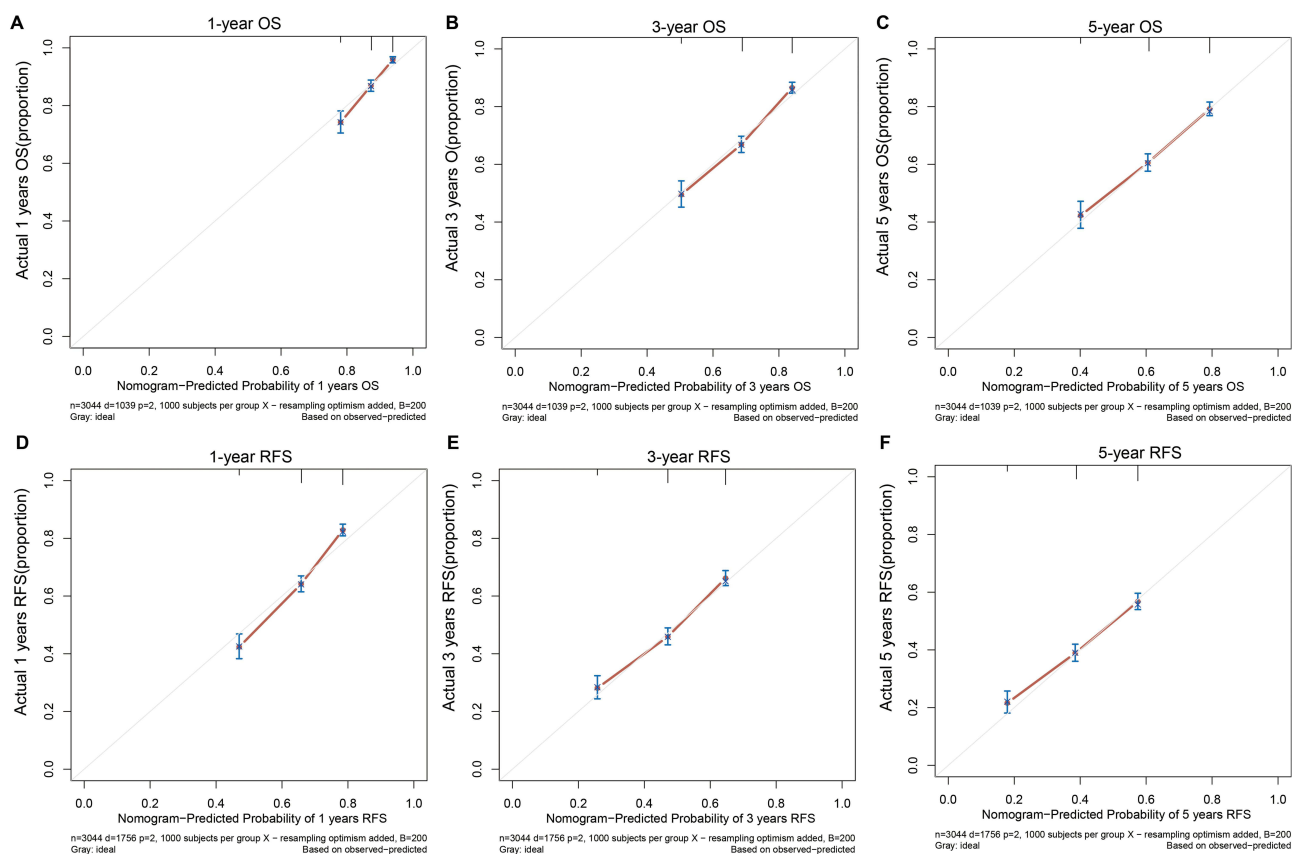 A
1-year OS
Actual 1 years OS(proportion)
0.0 0.2 0.4 0.6 0.8 1.0
0.0 0.2 0.4 0.6 0.8 1.0
Nomogram−Predicted Probability of 1 years OS
n=3044 d=1039 p=2, 1000 subjects per group X − resampling optimism added, B=200
Gray: ideal Based on observed−predicted
B
3-year OS
Actual 3 years O(proportion)
0.0 0.2 0.4 0.6 0.8 1.0
0.0 0.2 0.4 0.6 0.8 1.0
Nomogram−Predicted Probability of 3 years OS
n=3044 d=1039 p=2, 1000 subjects per group X − resampling optimism added, B=200
Gray: ideal Based on observed−predicted
C
5-year OS
Actual 5 years OS(proportion)
0.0 0.2 0.4 0.6 0.8 1.0
0.0 0.2 0.4 0.6 0.8 1.0
Nomogram−Predicted Probability of 5 years OS
n=3044 d=1039 p=2, 1000 subjects per group X − resampling optimism added, B=200
Gray: ideal Based on observed−predicted
D
1-year RFS
Actual 1 years RFS(proportion)
0.0 0.2 0.4 0.6 0.8 1.0
0.0 0.2 0.4 0.6 0.8 1.0
Nomogram−Predicted Probability of 1 years RFS
n=3044 d=1756 p=2, 1000 subjects per group X − resampling optimism added, B=200
Gray: ideal Based on observed−predicted
E
3-year RFS
Actual 3 years RFS(proportion)
0.0 0.2 0.4 0.6 0.8 1.0
0.0 0.2 0.4 0.6 0.8 1.0
Nomogram−Predicted Probability of 3 years RFS
n=3044 d=1756 p=2, 1000 subjects per group X − resampling optimism added, B=200
Gray: ideal Based on observed−predicted
F
5-year RFS
Actual 5 years RFS(proportion)
0.0 0.2 0.4 0.6 0.8 1.0
0.0 0.2 0.4 0.6 0.8 1.0
Nomogram−Predicted Probability of 5 years RFS
n=3044 d=1756 p=2, 1000 subjects per group X − resampling optimism added, B=200
Gray: ideal Based on observed−predicted